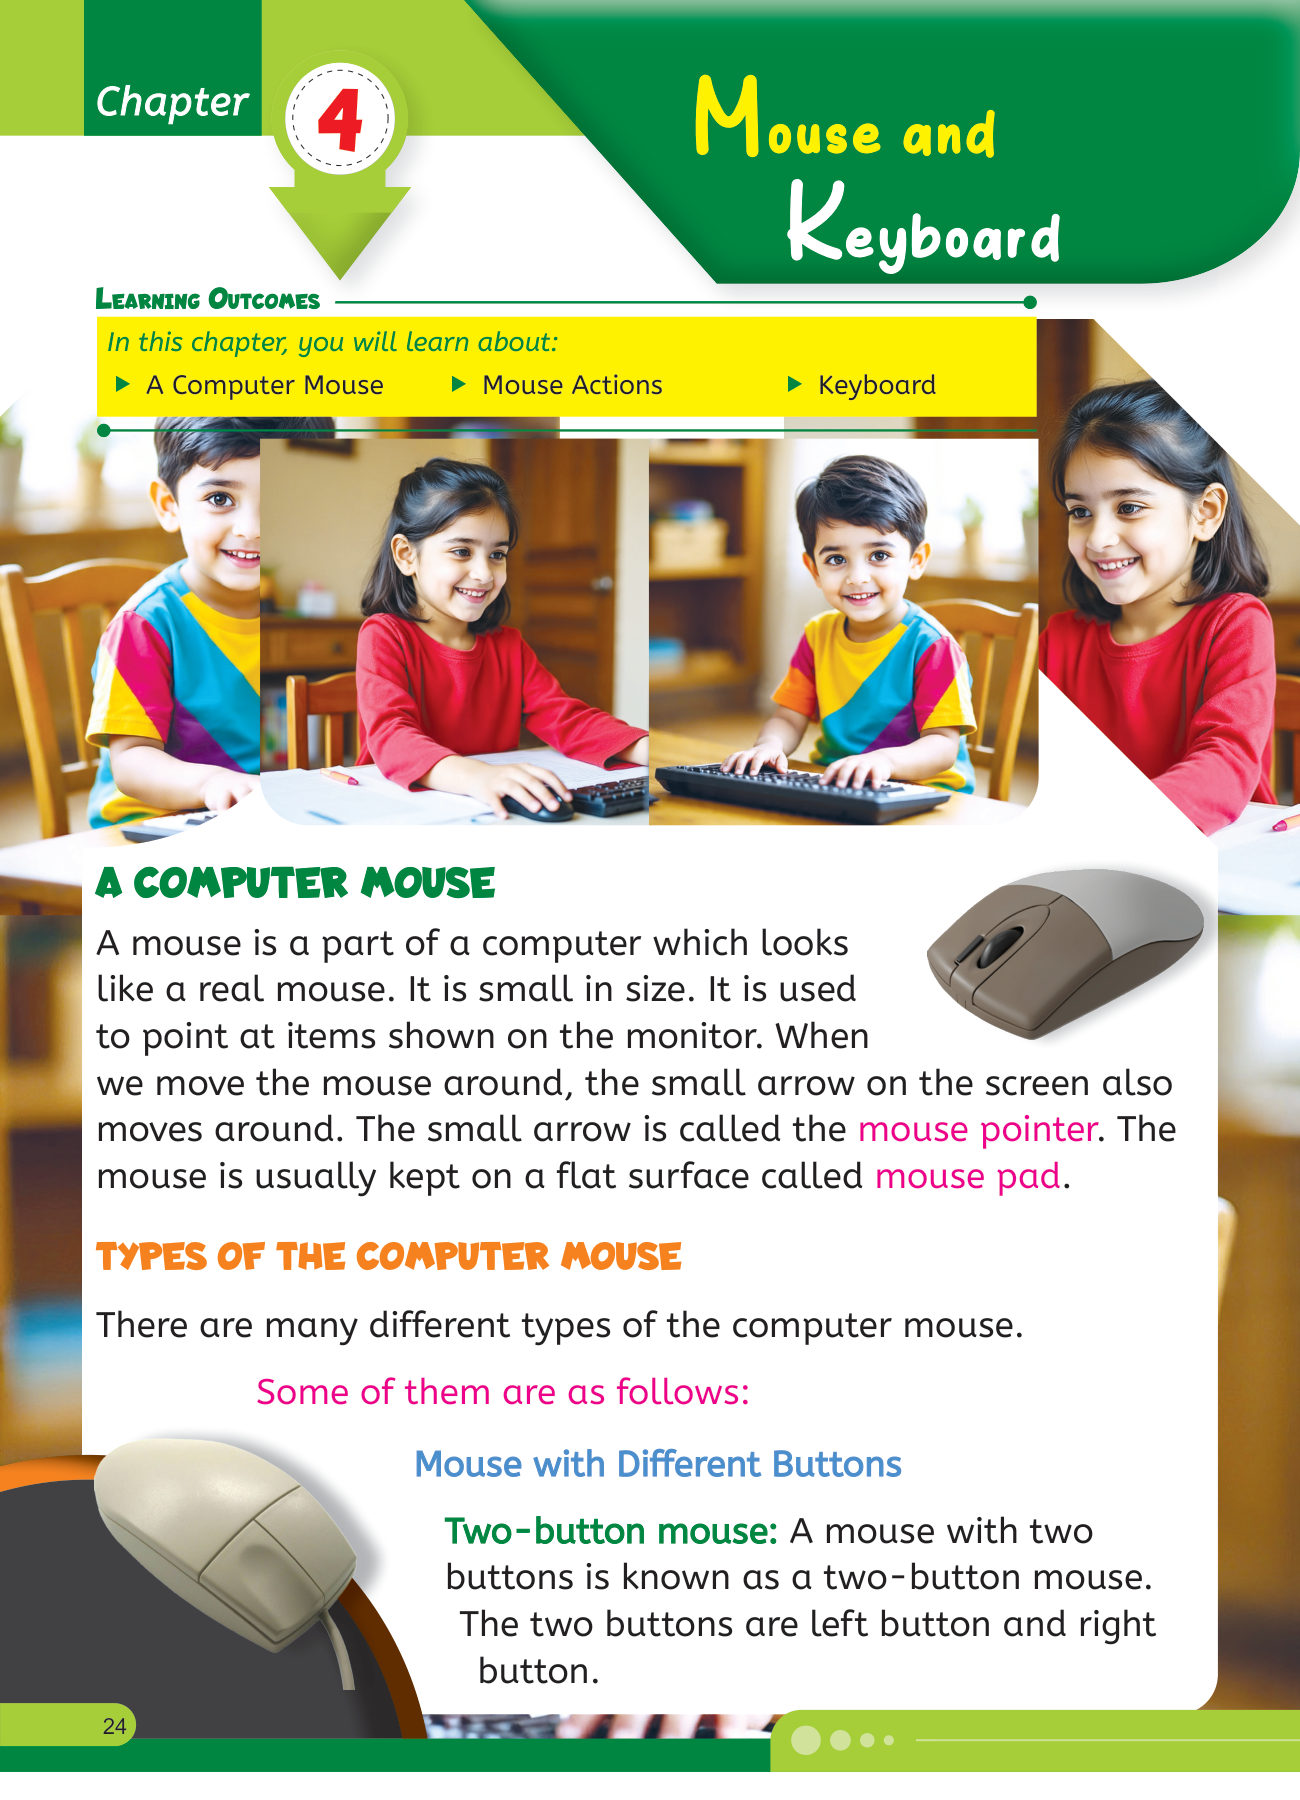 Chapter
4
Mouse and
Keyboard
Learning Outcomes
In this chapter, you will learn about:
▶ A Computer Mouse ▶ Mouse Actions ▶ Keyboard
A COMPUTER MOUSE
A mouse is a part of a computer which looks
like a real mouse. It is small in size. It is used
to point at items shown on the monitor. When
we move the mouse around, the small arrow on the screen also
moves around. The small arrow is called the mouse pointer. The
mouse is usually kept on a flat surface called mouse pad.
TYPES OF THE COMPUTER MOUSE
There are many different types of the computer mouse.
Some of them are as follows:
Mouse with Different Buttons
Two-button mouse: A mouse with two
buttons is known as a two-button mouse.
The two buttons are left button and right
button.
24